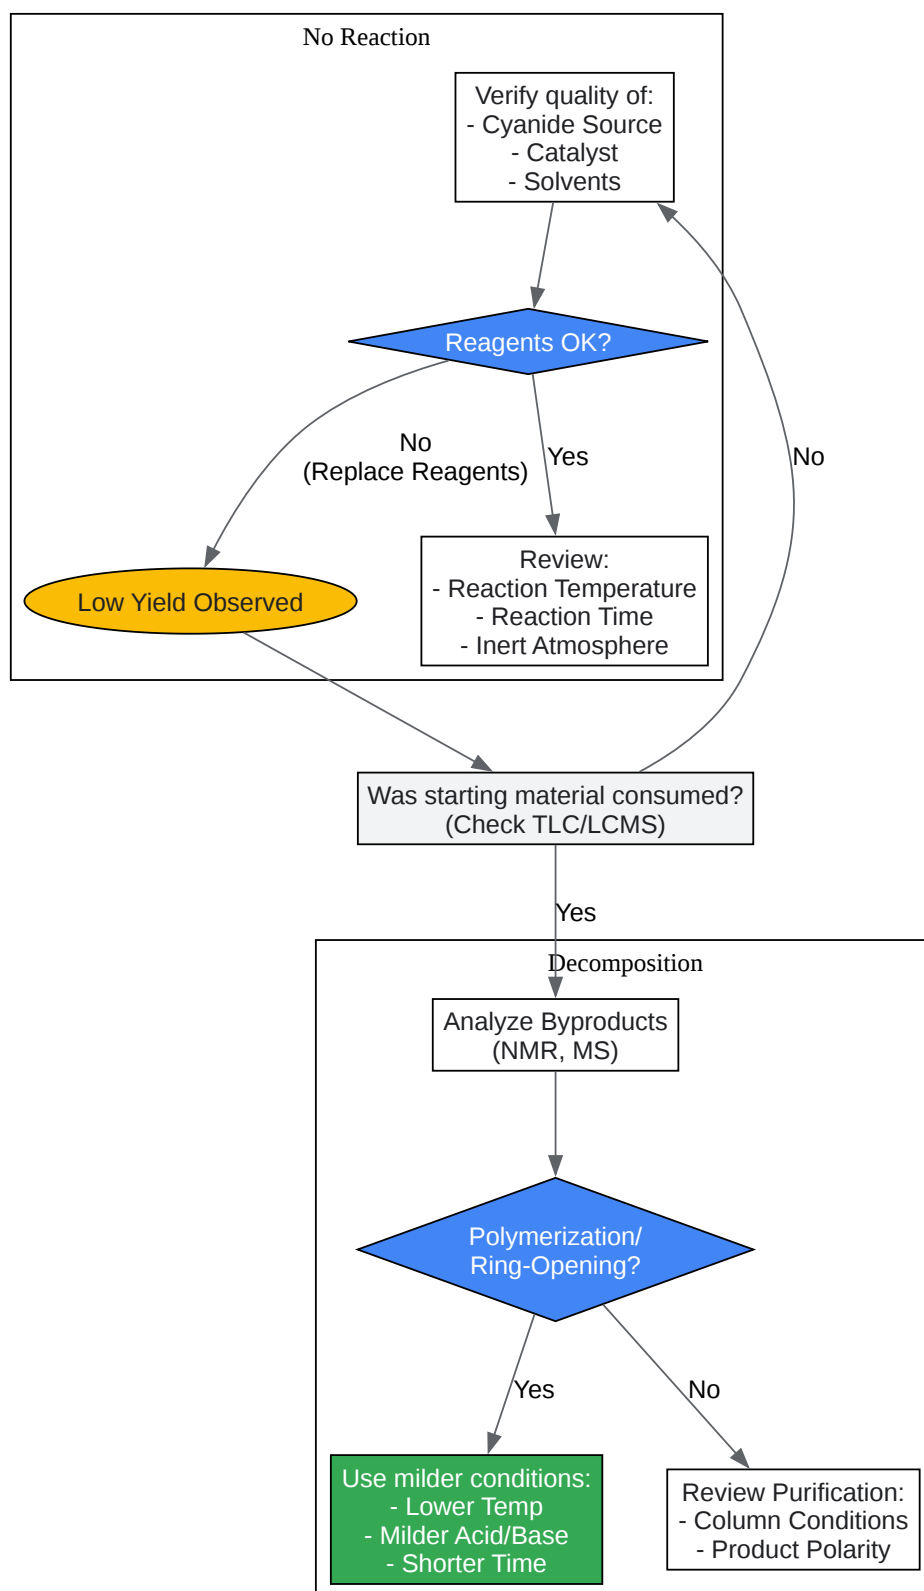 No Reaction
Verify quality of:
- Cyanide Source
- Catalyst
- Solvents
Reagents OK?
No
(Replace Reagents)
Yes
No
Review:
- Reaction Temperature
- Reaction Time
- Inert Atmosphere
Low Yield Observed
Was starting material consumed?
(Check TLC/LCMS)
Yes
Decomposition
Analyze Byproducts
(NMR, MS)
Polymerization/
Ring-Opening?
Yes
No
Use milder conditions:
- Lower Temp
- Milder Acid/Base
- Shorter Time
Review Purification:
- Column Conditions
- Product Polarity